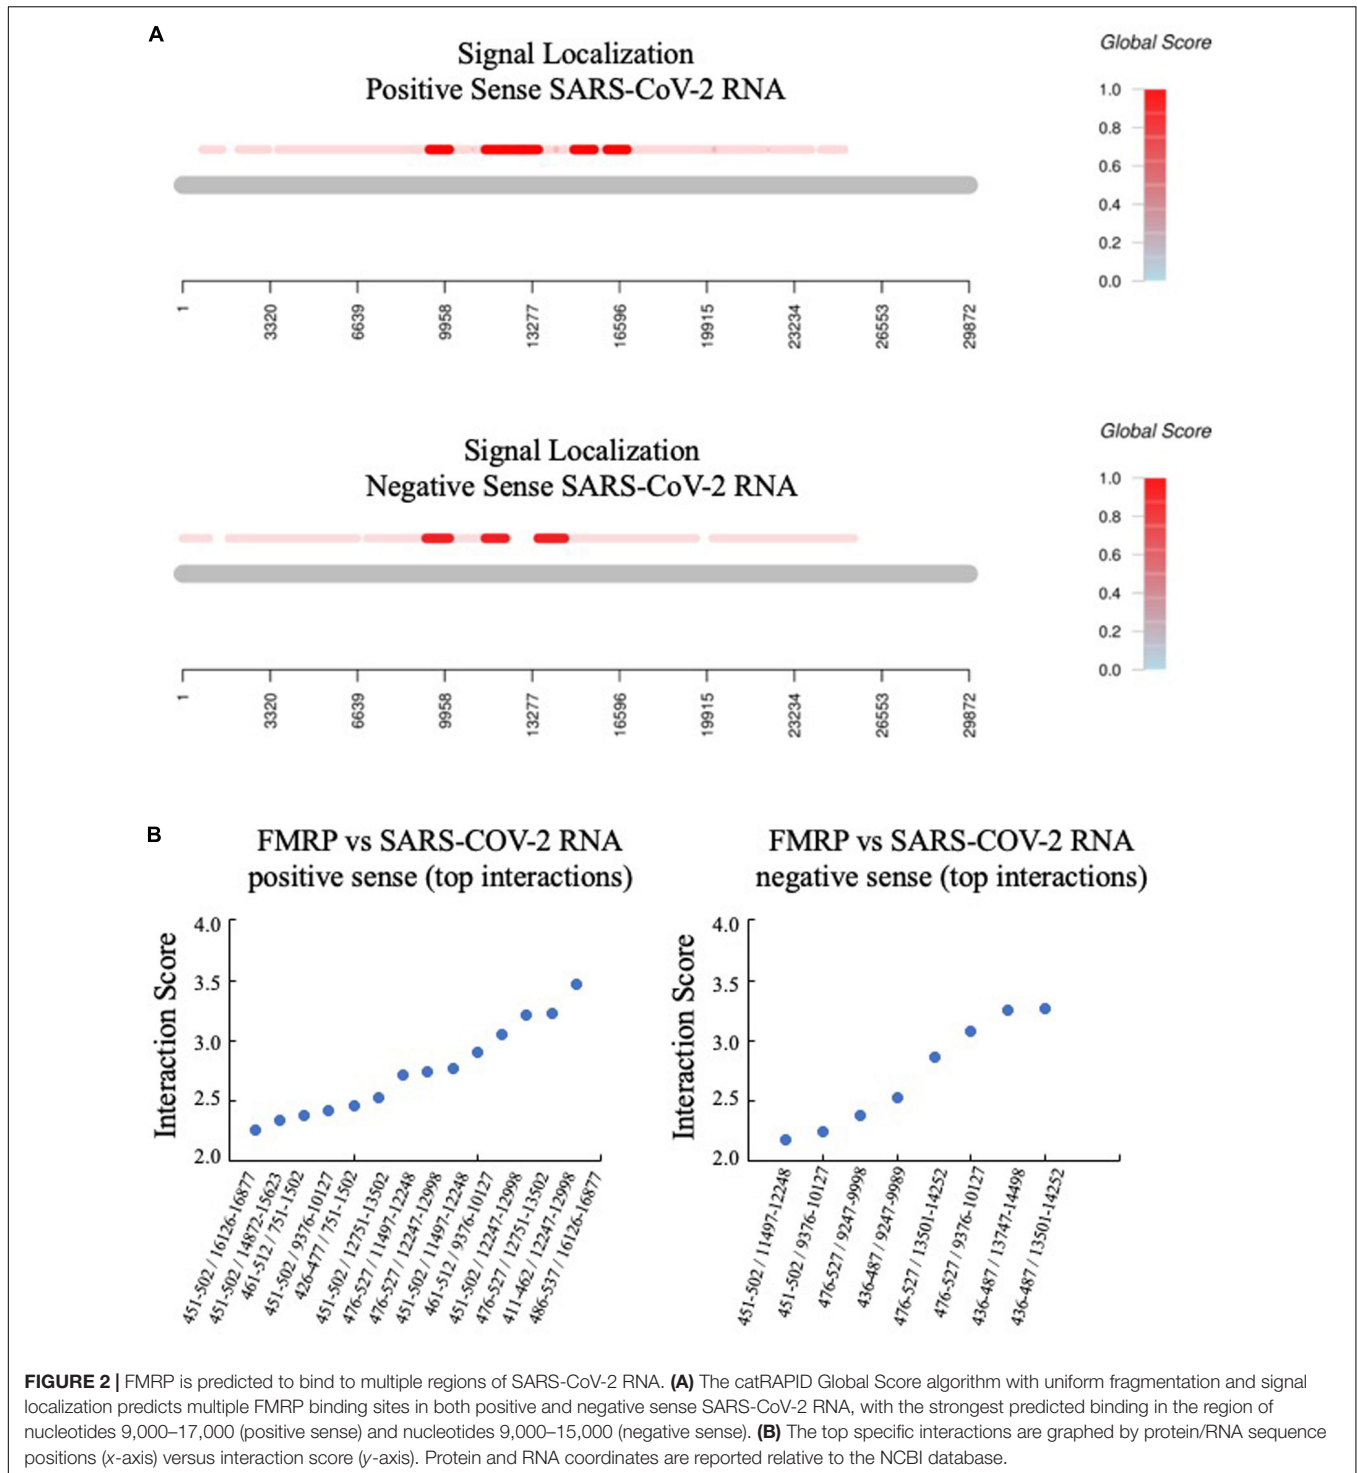 A
Signal Localization
Positive Sense SARS-CoV-2 RNA
Global Score
1.0
0.8
0.6
0.4
0.2
0.0
1
3320
6639
9958
13277
16596
19915
23234
26553
29872
Signal Localization
Negative Sense SARS-CoV-2 RNA
Global Score
1.0
0.8
0.6
0.4
0.2
0.0
1
3320
6639
9958
13277
16596
19915
23234
26553
29872
B
FMRP vs SARS-COV-2 RNA
positive sense (top interactions)
Interaction Score
4.0
3.5
3.0
2.5
2.0
451-502 / 16126-16877
451-502 / 14872-15623
461-512 / 751-1502
451-502 / 9376-10127
426-477 / 751-1502
451-502 / 12751-13502
476-527 / 11497-12248
476-527 / 12247-12998
451-502 / 11497-12248
461-512 / 9376-10127
451-502 / 12247-12998
476-527 / 12751-13502
411-462 / 12247-12998
486-537 / 16126-16877
FMRP vs SARS-COV-2 RNA
negative sense (top interactions)
Interaction Score
4.0
3.5
3.0
2.5
2.0
451-502 / 11497-12248
451-502 / 9376-10127
476-527 / 9247-9998
436-487 / 9247-9989
476-527 / 13501-14252
476-527 / 9376-10127
436-487 / 13747-14498
436-487 / 13501-14252
FIGURE 2 | FMRP is predicted to bind to multiple regions of SARS-CoV-2 RNA. (A) The catRAPID Global Score algorithm with uniform fragmentation and signal
localization predicts multiple FMRP binding sites in both positive and negative sense SARS-CoV-2 RNA, with the strongest predicted binding in the region of
nucleotides 9,000–17,000 (positive sense) and nucleotides 9,000–15,000 (negative sense). (B) The top specific interactions are graphed by protein/RNA sequence
positions (x-axis) versus interaction score (y-axis). Protein and RNA coordinates are reported relative to the NCBI database.